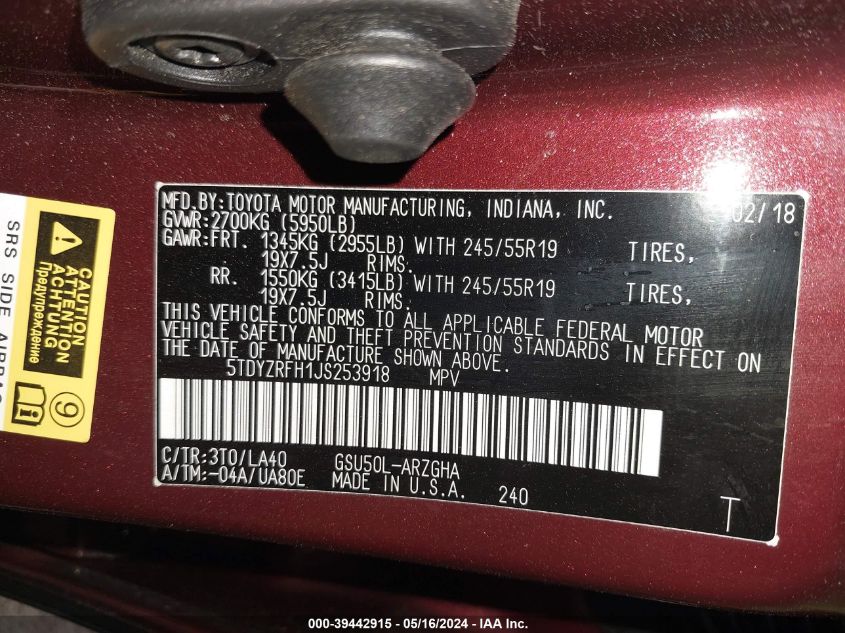 MFD.BY:TOYOTA MOTOR MANUFACTURING, INDIANA, INC. 02/18
GVWR:2700KG (5950LB)
GAWR:FRT. 1345KG (2955LB) WITH 245/55R19 TIRES,
19X7.5J RIMS.
RR. 1550KG (3415LB) WITH 245/55R19 TIRES,
19X7.5J RIMS.
THIS VEHICLE CONFORMS TO ALL APPLICABLE FEDERAL MOTOR
VEHICLE SAFETY AND THEFT PREVENTION STANDARDS IN EFFECT ON
THE DATE OF MANUFACTURE SHOWN ABOVE.
5TDYZRFH1JS253918 MPV
C/TR:3T0/LA40 GSU50L-ARZGHA
A/TM:-04A/UA80E MADE IN U.S.A. 240
T
CAUTION
ATTENTION
ACHTUNG
Предупреждение
9
SRS SIDE AIRBAG
000-39442915 - 05/16/2024 - IAA Inc.